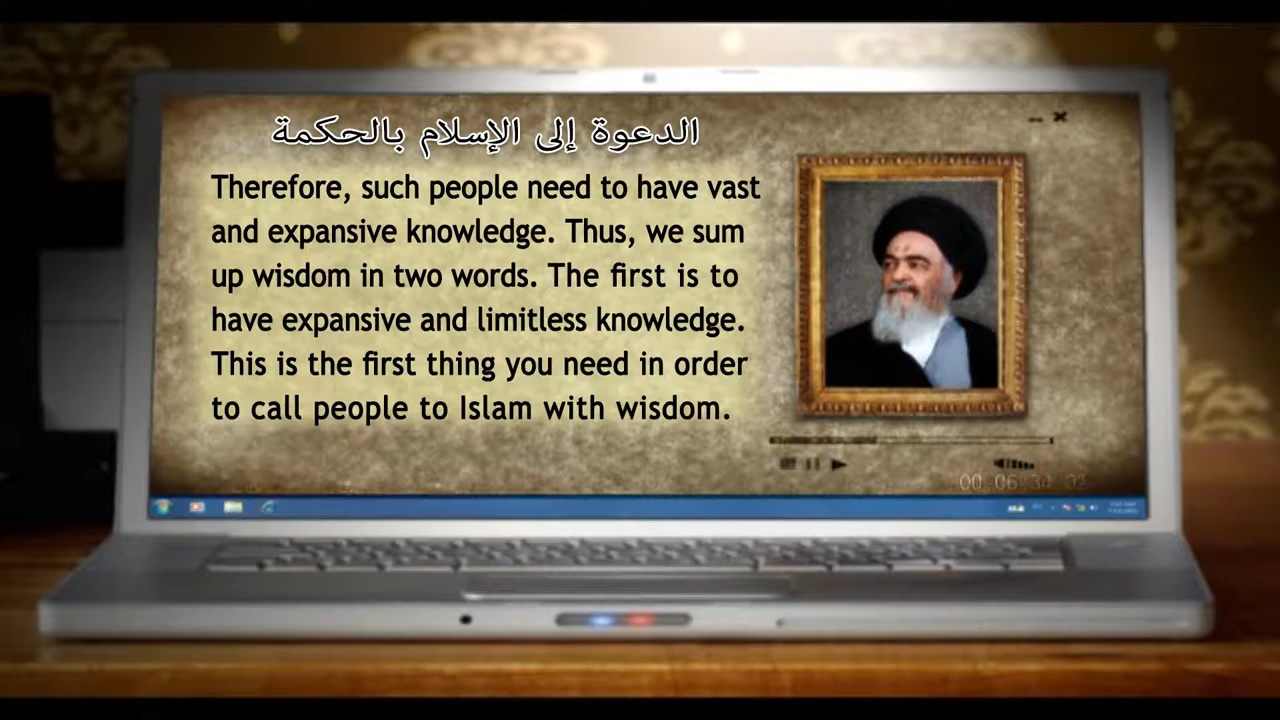 الدعوة إلى الإسلام بالحكمة
Therefore, such people need to have vast
and expansive knowledge. Thus, we sum
up wisdom in two words. The first is to
have expansive and limitless knowledge.
This is the first thing you need in order
to call people to Islam with wisdom.